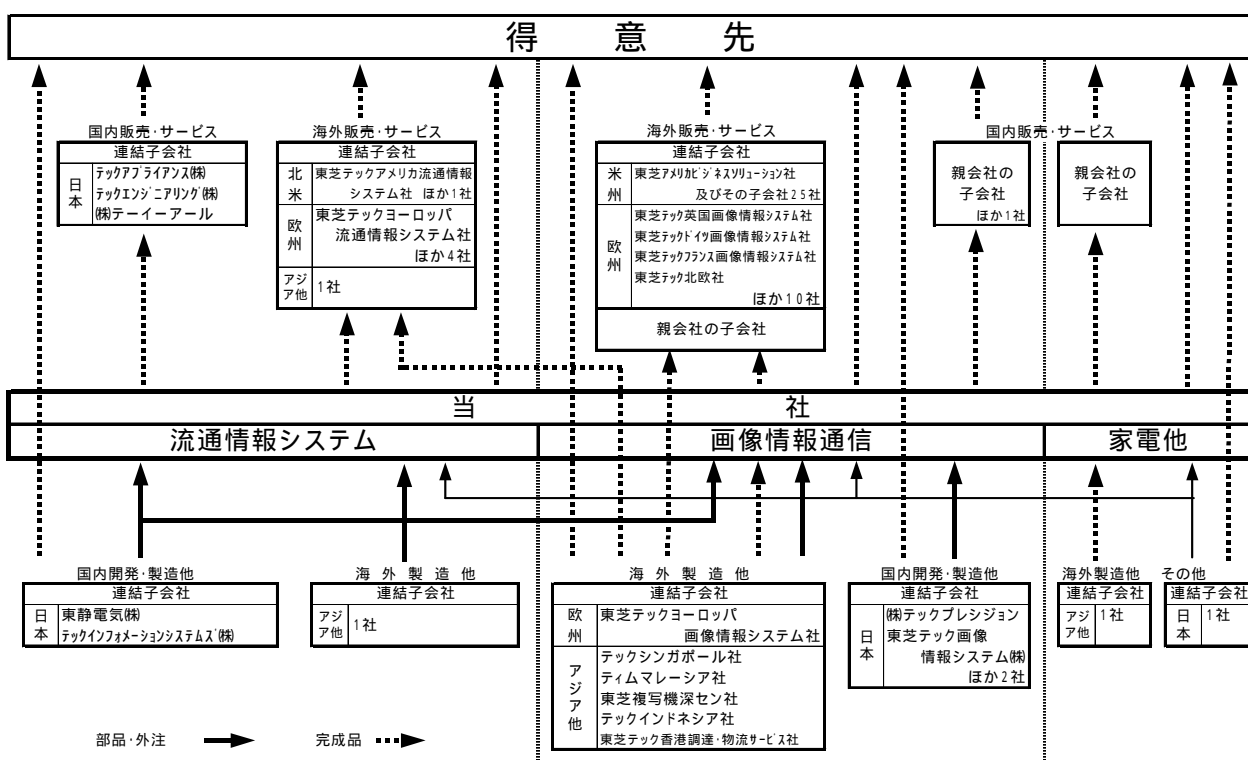 得意先
国内販売・サービス
連結子会社
日本
テックアプライアンス㈱
テックエンジニアリング㈱
㈱テーイーアール
海外販売・サービス
連結子会社
北米
東芝テックアメリカ流通情報
システム社 ほか1社
欧州
東芝テックヨーロッパ
流通情報システム社
ほか4社
アジア他
1社
海外販売・サービス
連結子会社
米州
東芝アメリカビジネスソリューション社
及びその子会社25社
欧州
東芝テック英国画像情報システム社
東芝テックドイツ画像情報システム社
東芝テックフランス画像情報システム社
東芝テック北欧社
ほか10社
親会社の子会社
国内販売・サービス
親会社の
子会社
ほか1社
親会社の
子会社
当社
流通情報システム
画像情報通信
家電他
国内開発・製造他
連結子会社
日本
東静電気㈱
テックインフォメーションシステムズ㈱
海外製造他
連結子会社
アジア他
1社
海外製造他
連結子会社
欧州
東芝テックヨーロッパ
画像情報システム社
アジア他
テックシンガポール社
ティムマレーシア社
東芝複写機深セン社
テックインドネシア社
東芝テック香港調達・物流サービス社
国内開発・製造他
連結子会社
日本
㈱テックプレシジョン
東芝テック画像
情報システム㈱
ほか2社
海外製造他
連結子会社
アジア他
1社
その他
連結子会社
日本
1社
部品・外注
完成品